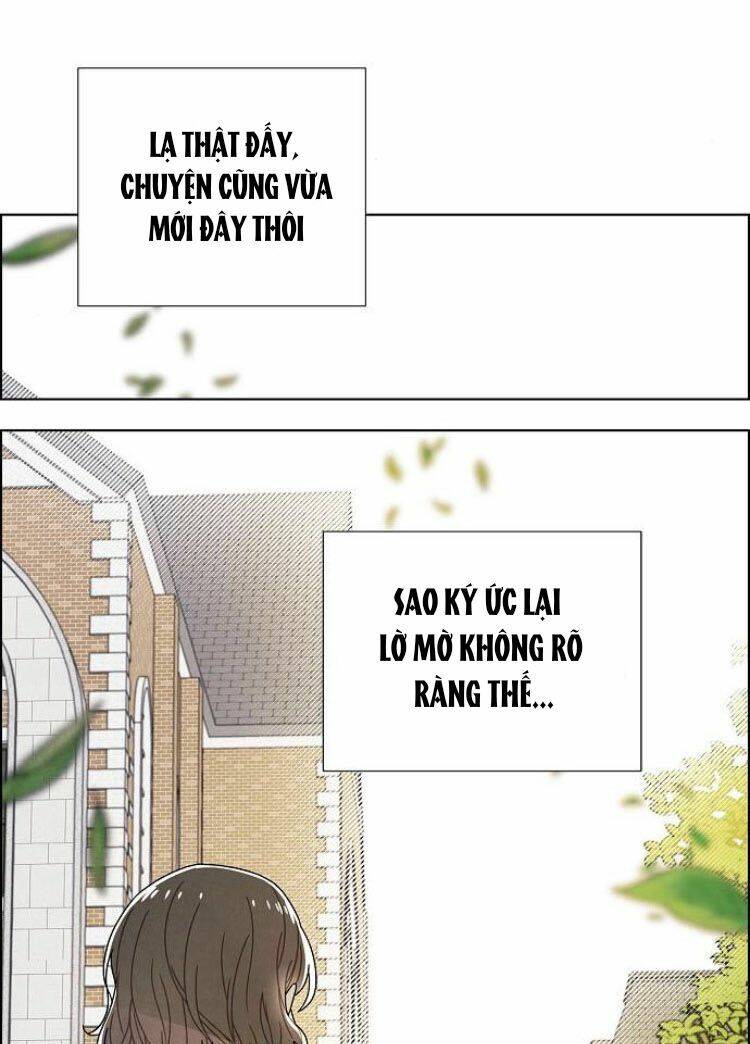 LẠ THẬT ĐẤY,
CHUYỆN CŨNG VỪA
MỚI ĐÂY THÔI
SAO KÝ ỨC LẠI
LỜ MỜ KHÔNG RÕ
RÀNG THẾ...